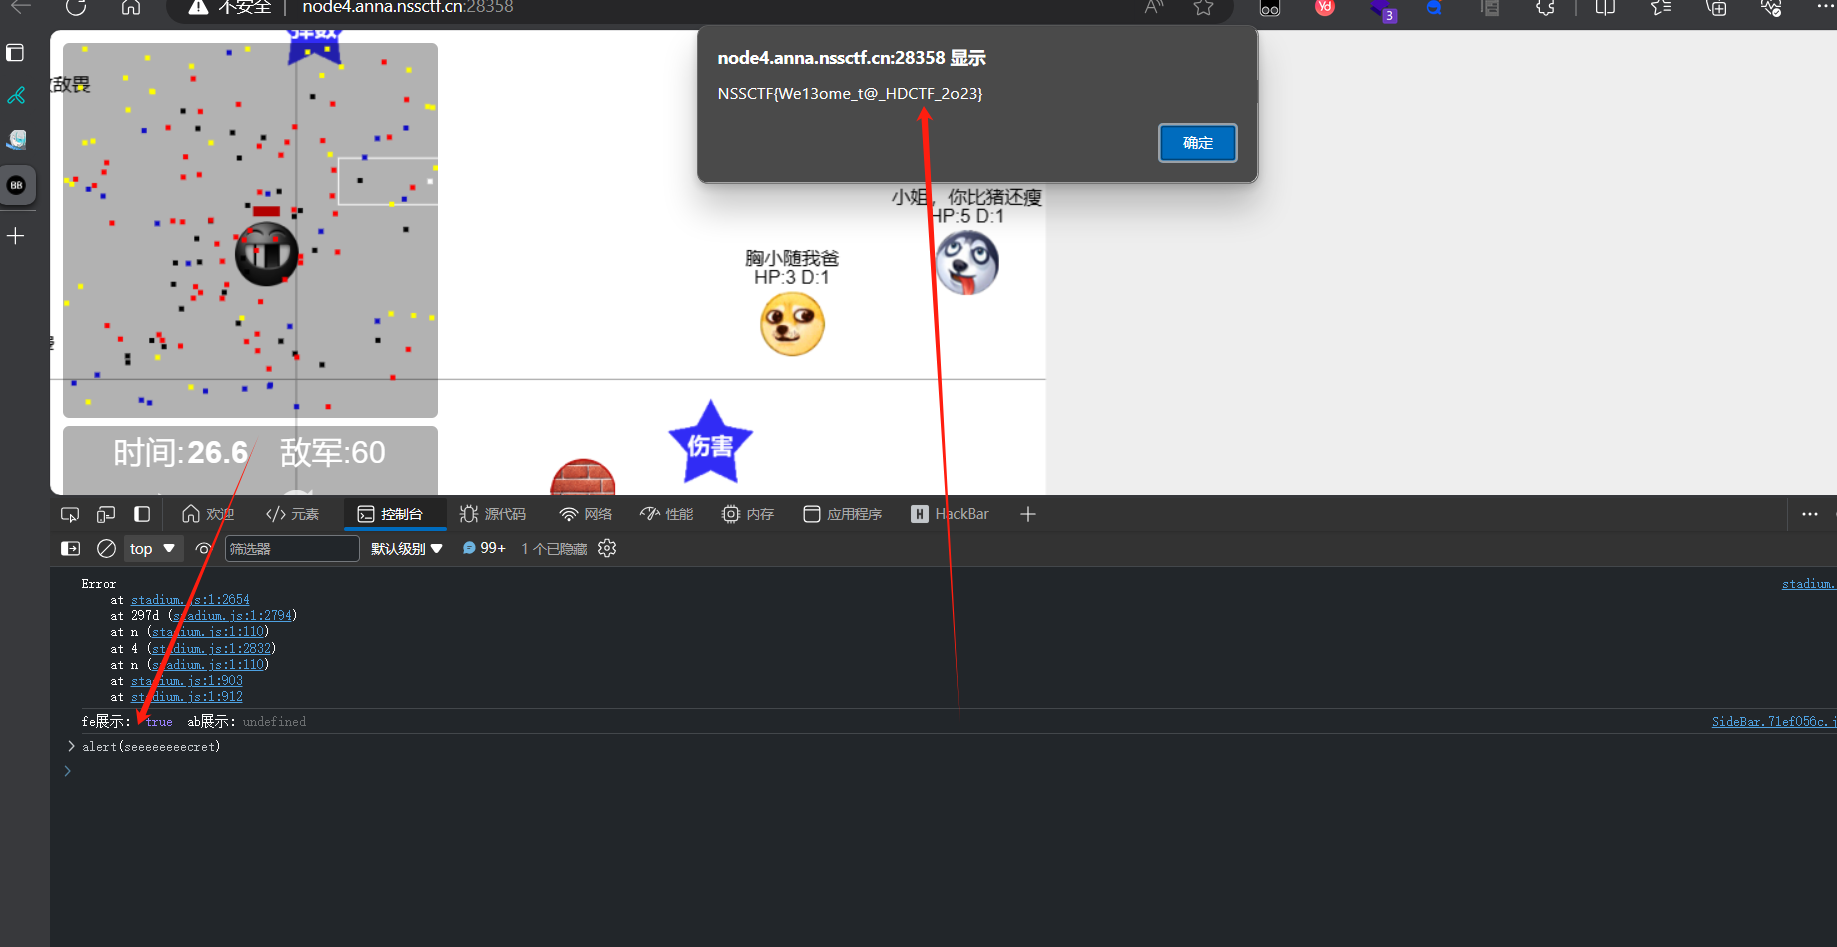 不安全 node4.anna.nssctf.cn:28358
3
BB
弹数
敌畏
node4.anna.nssctf.cn:28358 显示
NSSCTF{We13ome_t@_HDCTF_2o23}
确定
小姐，你比猪还瘦
HP:5 D:1
胸小随我爸
HP:3 D:1
伤害
时间:26.6 敌军:60
欢迎 元素 控制台 源代码 网络 性能 内存 应用程序 HackBar
top 筛选器 默认级别 99+ 1 个已隐藏
Error stadium.
at stadium.js:1:2654
at 297d (stadium.js:1:2794)
at n (stadium.js:1:110)
at 4 (stadium.js:1:2832)
at n (stadium.js:1:110)
at stadium.js:1:903
at stadium.js:1:912
fe展示: true ab展示: undefined SideBar.71ef056c.j
alert(seeeeeeeecret)